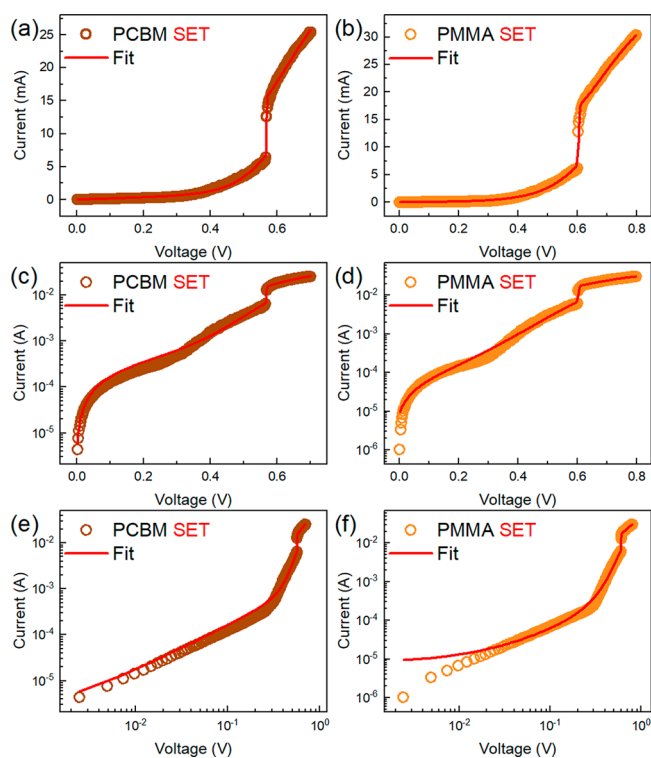 (a)
PCBM SET
Fit
Current (mA)
25
20
15
10
5
0
0.0 0.2 0.4 0.6
Voltage (V)
(b)
PMMA SET
Fit
Current (mA)
30
25
20
15
10
5
0
0.0 0.2 0.4 0.6 0.8
Voltage (V)
(c)
PCBM SET
Fit
Current (A)
10⁻²
10⁻³
10⁻⁴
10⁻⁵
0.0 0.2 0.4 0.6
Voltage (V)
(d)
PMMA SET
Fit
Current (A)
10⁻²
10⁻³
10⁻⁴
10⁻⁵
10⁻⁶
0.0 0.2 0.4 0.6 0.8
Voltage (V)
(e)
PCBM SET
Fit
Current (A)
10⁻²
10⁻³
10⁻⁴
10⁻⁵
10⁻² 10⁻¹ 10⁰
Voltage (V)
(f)
PMMA SET
Fit
Current (A)
10⁻²
10⁻³
10⁻⁴
10⁻⁵
10⁻⁶
10⁻² 10⁻¹ 10⁰
Voltage (V)